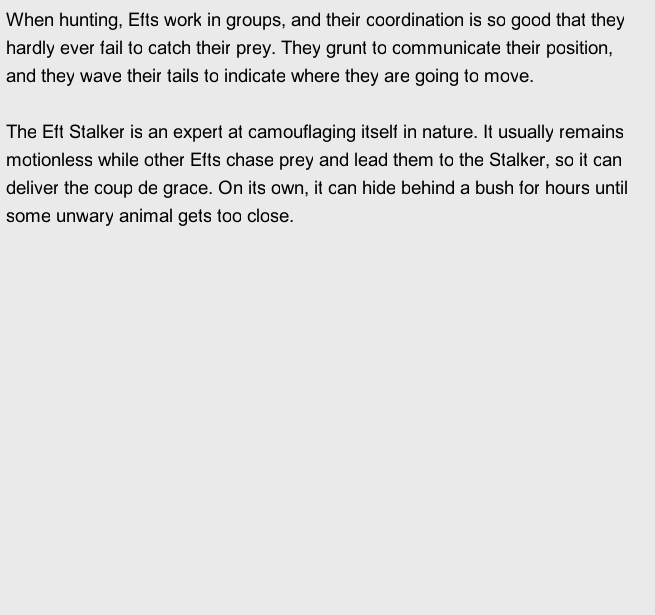 When hunting, Efts work in groups, and their coordination is so good that they
hardly ever fail to catch their prey. They grunt to communicate their position,
and they wave their tails to indicate where they are going to move.
The Eft Stalker is an expert at camouflaging itself in nature. It usually remains
motionless while other Efts chase prey and lead them to the Stalker, so it can
deliver the coup de grace. On its own, it can hide behind a bush for hours until
some unwary animal gets too close.